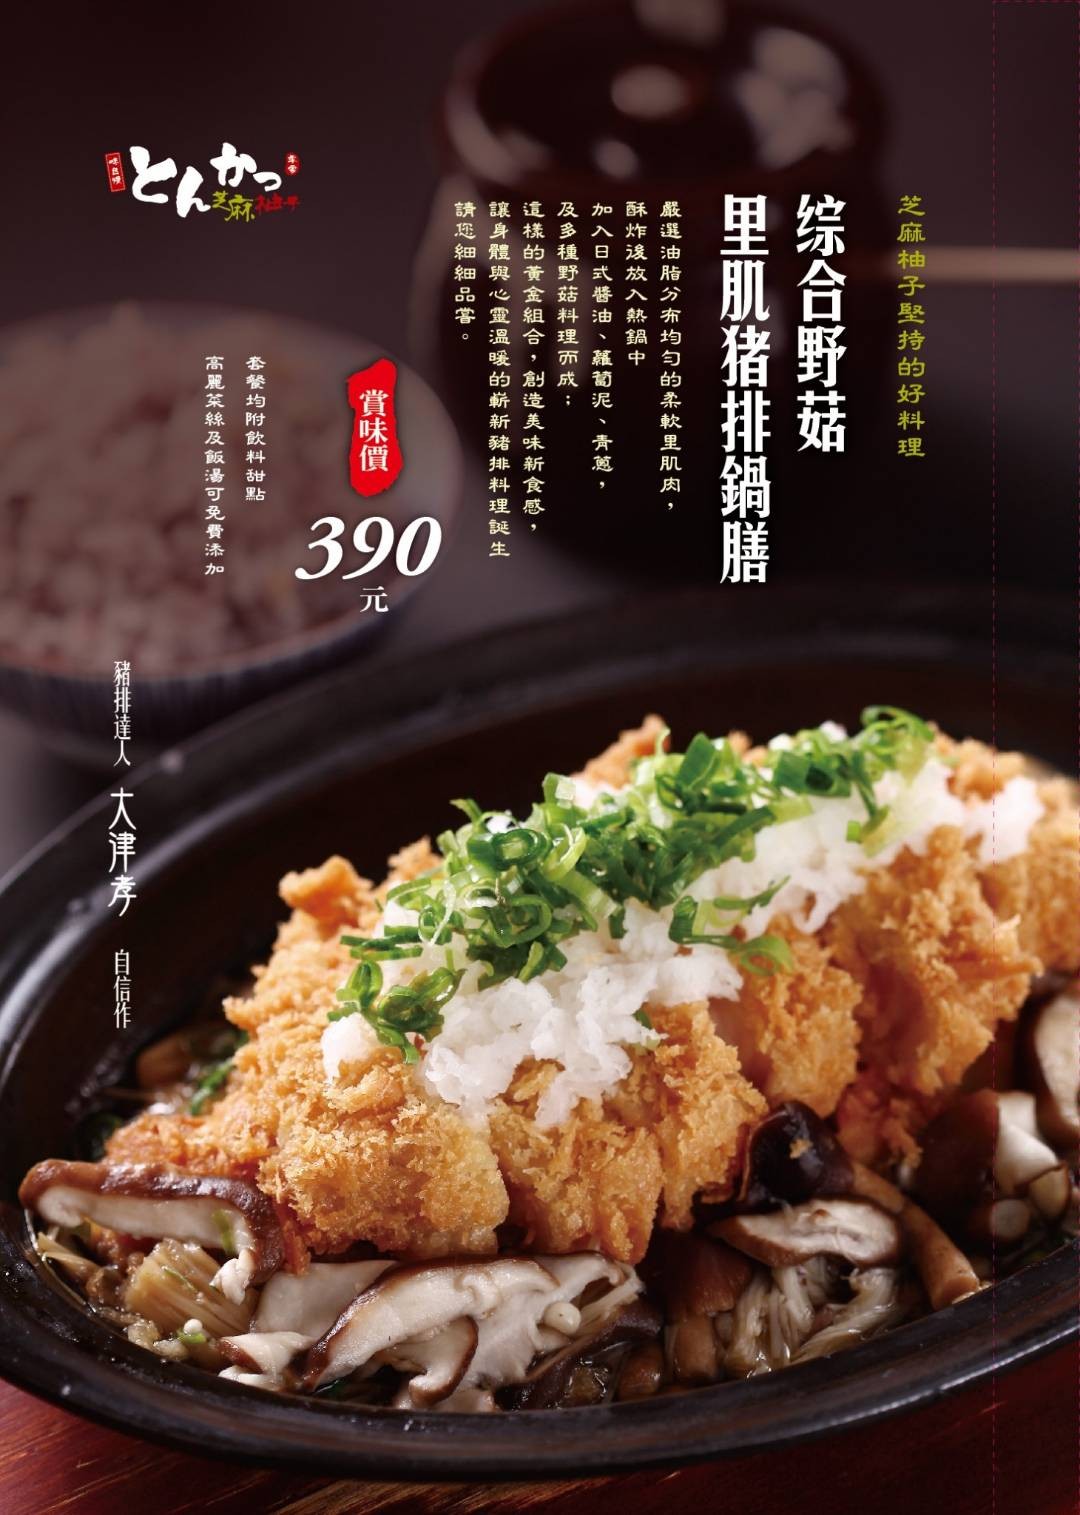 芝麻柚子堅持的好料理
综合野菇
里肌猪排鍋膳
嚴選油脂分布均勻的柔軟里肌肉，
酥炸後放入熱鍋中
加入日式醬油、蘿蔔泥、青蔥，
及多種野菇料理而成；
這樣的黃金組合，創造美味新食感，
讓身體與心靈溫暖的嶄新豬排料理誕生
請您細細品嘗。
賞味價
390
元
套餐均附飲料甜點
高麗菜絲及飯湯可免費添加
味自慢
とんかつ
芝麻柚子
豬排達人 大津孝 自信作